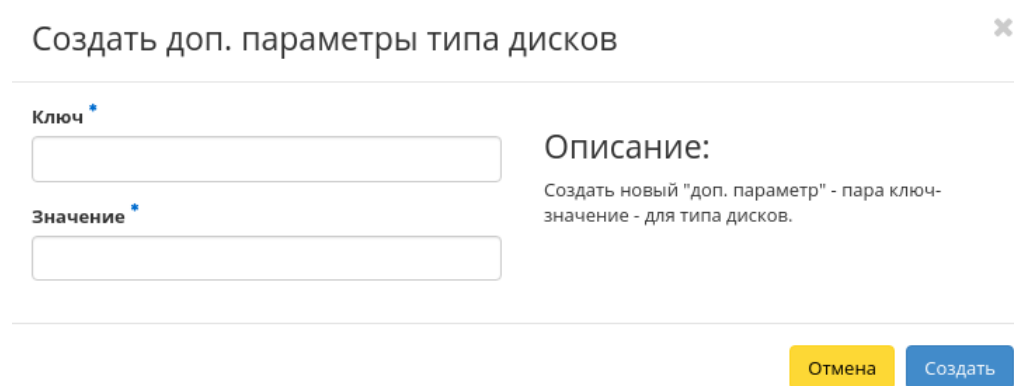 Создать доп. параметры типа дисков
Ключ *
Значение *
Описание:
Создать новый "доп. параметр" - пара ключ-
значение - для типа дисков.
Отмена
Создать